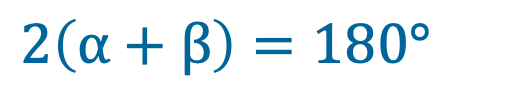 2(α + β) = 180°